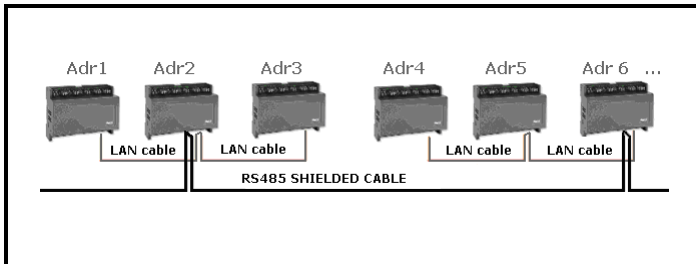 Adr1 Adr2 Adr3 Adr4 Adr5 Adr 6 ...
LAN cable LAN cable LAN cable LAN cable
RS485 SHIELDED CABLE